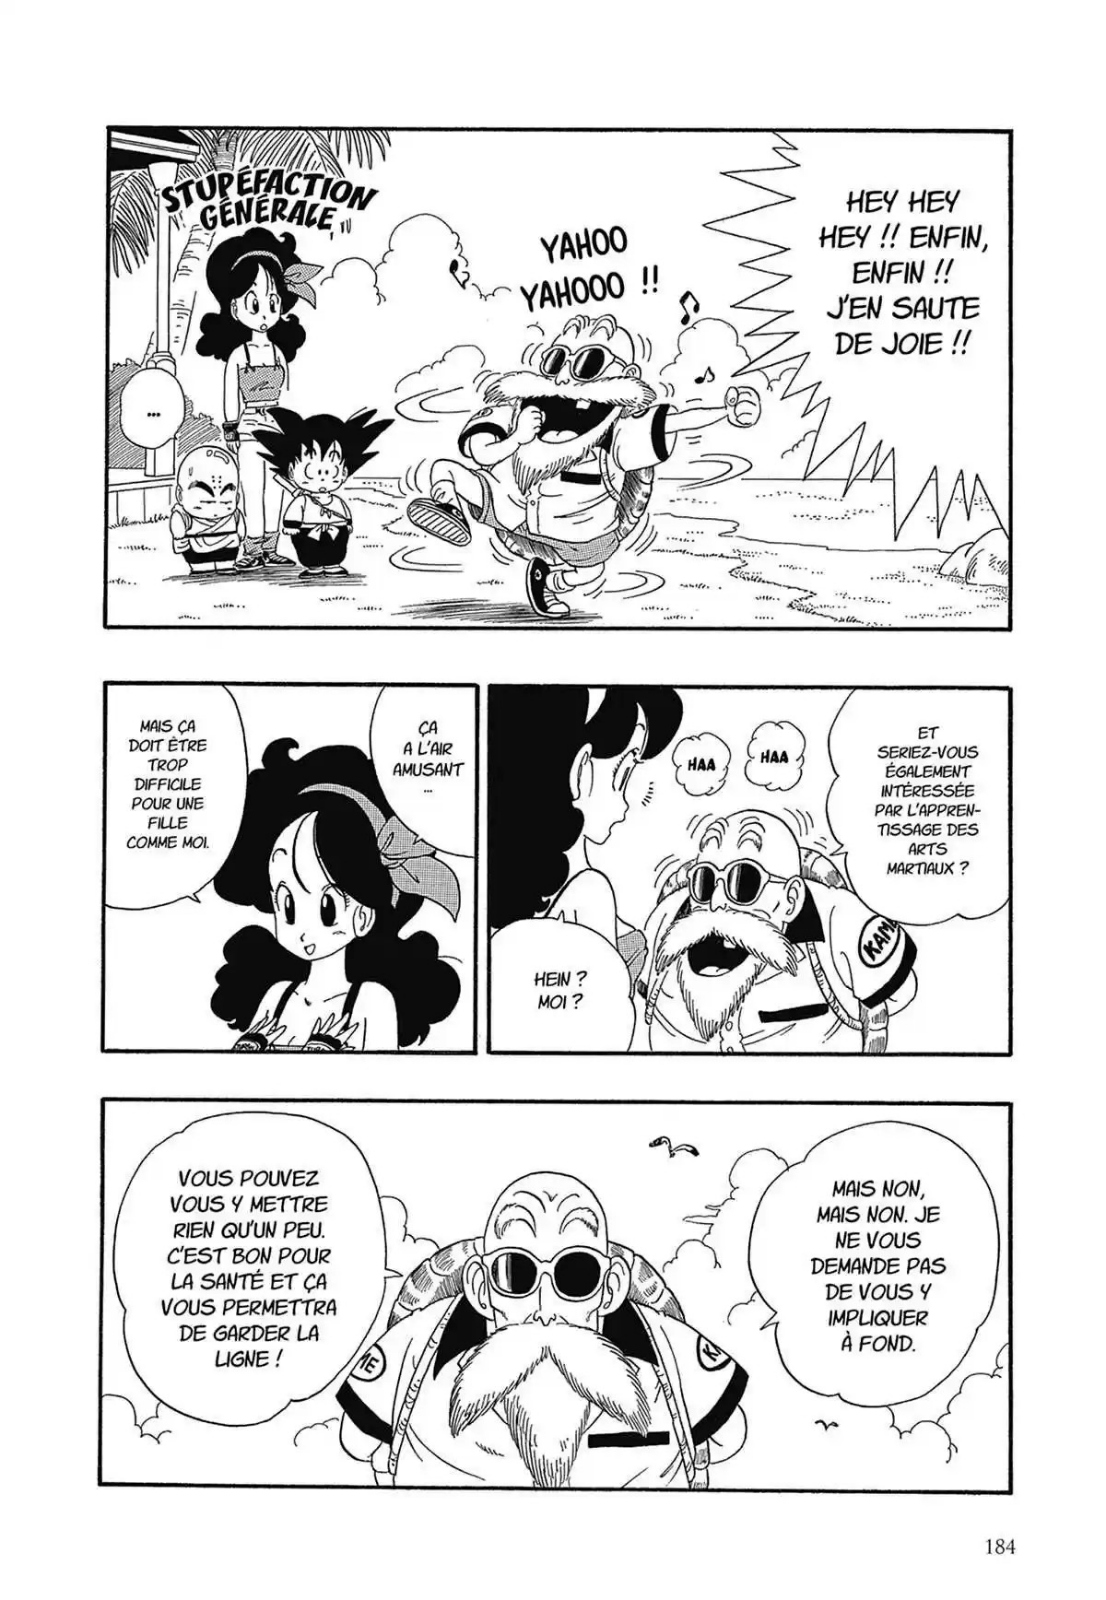 HEY HEY
HEY !! ENFIN,
ENFIN !!
J'EN SAUTE
DE JOIE !!
YAHOO
YAHOOO !!
STUPÉFACTION
GÉNÉRALE
...
ET
SERIEZ-VOUS
ÉGALEMENT
INTÉRESSÉE
PAR L'APPREN-
TISSAGE DES
ARTS
MARTIAUX ?
HAA
HAA
KAME
HEIN ?
MOI ?
ÇA
A L'AIR
AMUSANT
...
MAIS ÇA
DOIT ÊTRE
TROP
DIFFICILE
POUR UNE
FILLE
COMME MOI.
MAIS NON,
MAIS NON. JE
NE VOUS
DEMANDE PAS
DE VOUS Y
IMPLIQUER
À FOND.
VOUS POUVEZ
VOUS Y METTRE
RIEN QU'UN PEU.
C'EST BON POUR
LA SANTÉ ET ÇA
VOUS PERMETTRA
DE GARDER LA
LIGNE !
ME
KA
184